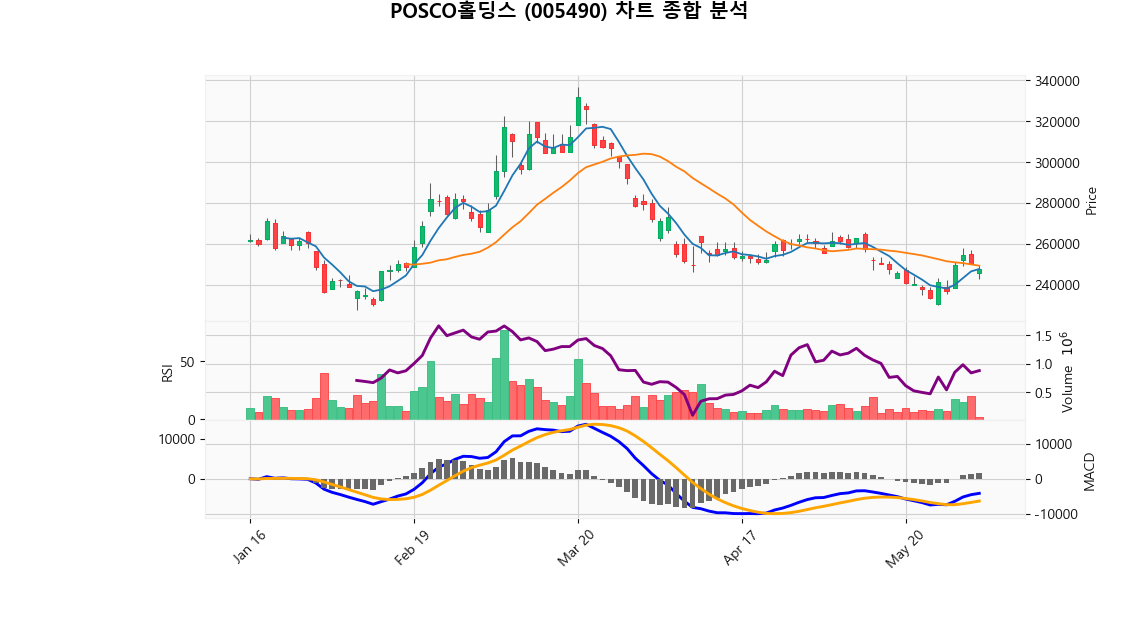 POSCO홀딩스 (005490) 차트 종합 분석
340000
320000
300000
280000
260000
240000
Price
50
0
RSI
1.5
1.0
0.5
Volume 10^6
10000
0
10000
0
-10000
MACD
Jan 16
Feb 19
Mar 20
Apr 17
May 20